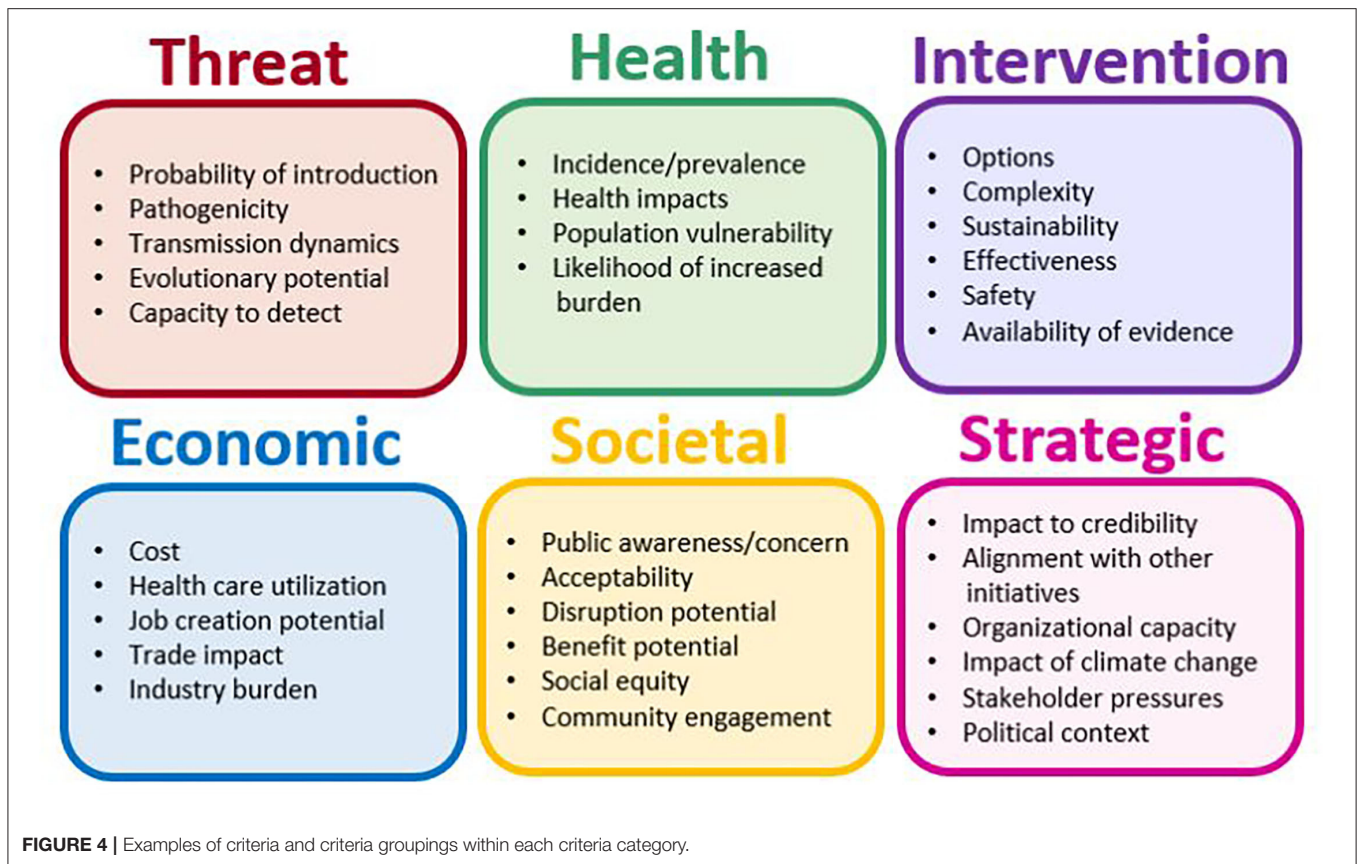 Threat
• Probability of introduction
• Pathogenicity
• Transmission dynamics
• Evolutionary potential
• Capacity to detect
Health
• Incidence/prevalence
• Health impacts
• Population vulnerability
• Likelihood of increased
burden
Intervention
• Options
• Complexity
• Sustainability
• Effectiveness
• Safety
• Availability of evidence
Economic
• Cost
• Health care utilization
• Job creation potential
• Trade impact
• Industry burden
Societal
• Public awareness/concern
• Acceptability
• Disruption potential
• Benefit potential
• Social equity
• Community engagement
Strategic
• Impact to credibility
• Alignment with other
initiatives
• Organizational capacity
• Impact of climate change
• Stakeholder pressures
• Political context
FIGURE 4 | Examples of criteria and criteria groupings within each criteria category.